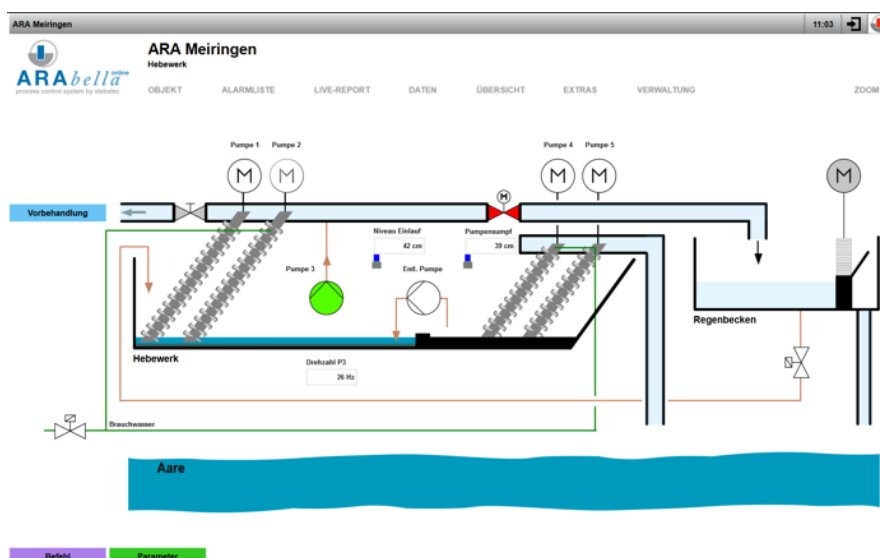 ARA Meiringen
11:03
ARAbella online
process control system by stebatec
ARA Meiringen
Hebewerk
OBJEKT ALARMLISTE LIVE-REPORT DATEN ÜBERSICHT EXTRAS VERWALTUNG ZOOM
Pumpe 1 Pumpe 2 Pumpe 4 Pumpe 5
M M M M M
M
Vorbehandlung
Niveau Einlauf Pumpensumpf
42 cm 39 cm
Pumpe 3 Entl. Pumpe
Regenbecken
Hebewerk
Drehzahl P3
26 Hz
Brauchwasser
Aare
Befehl Parameter